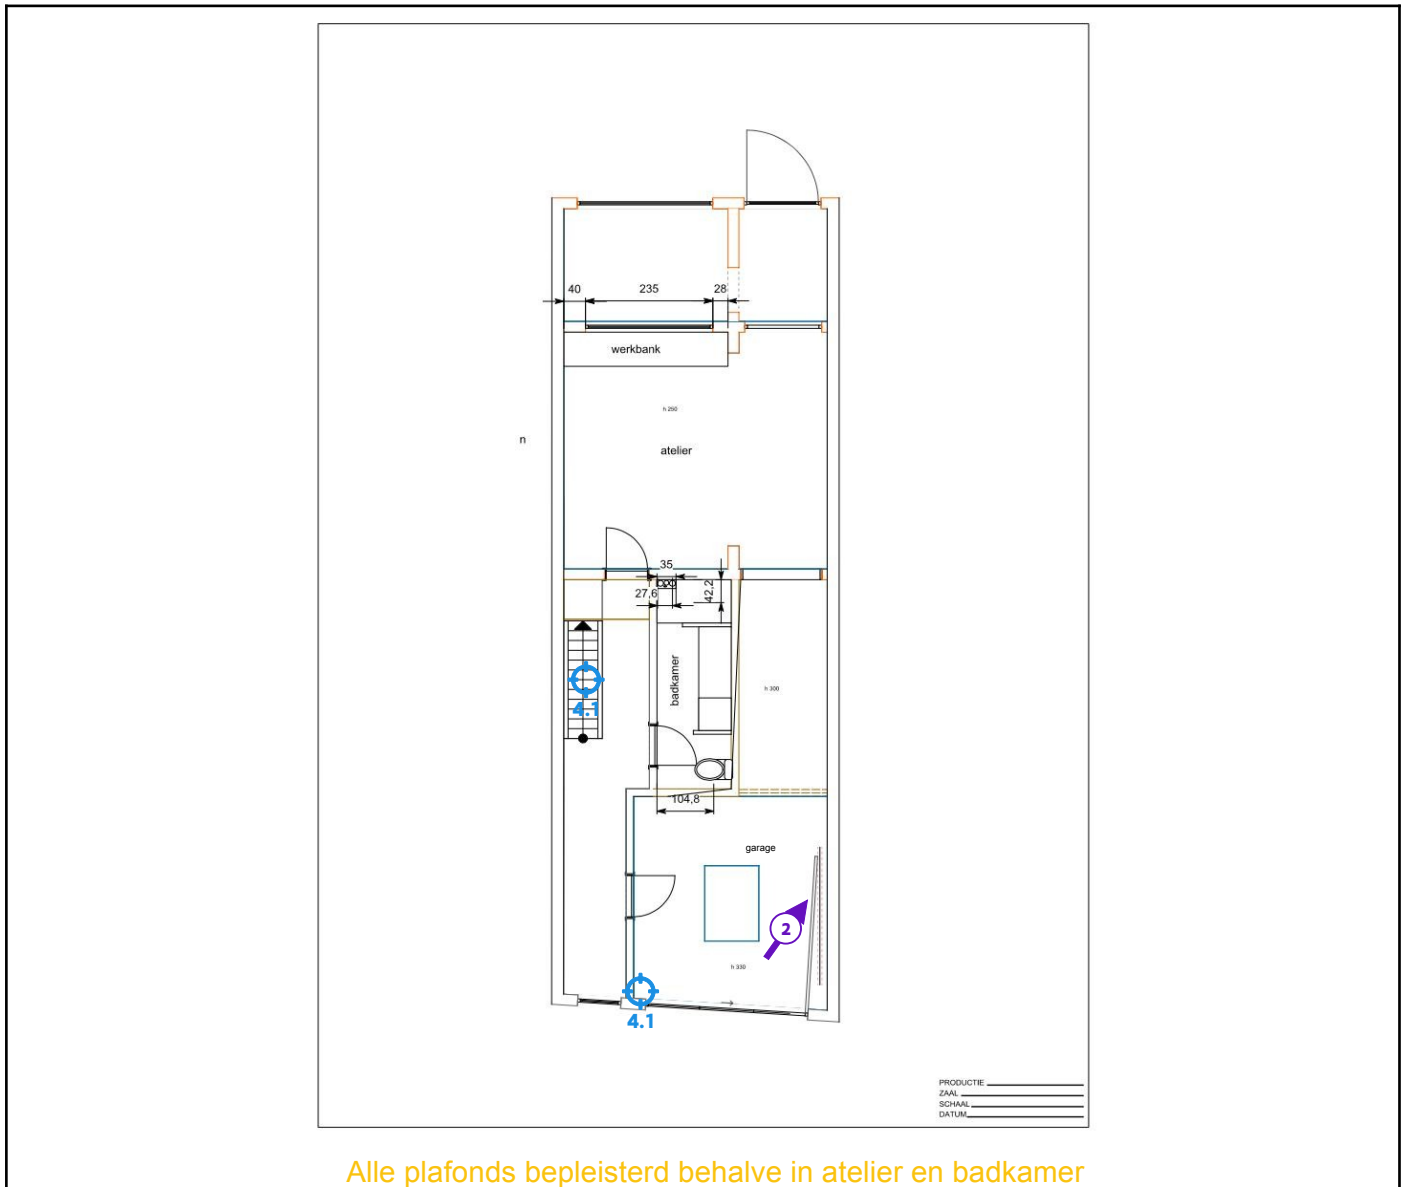 40 235 28
werkbank
h 260
n
atelier
35
27,6
42,2
badkamer
4.1
h 300
104,8
garage
2
h 330
4.1
PRODUCTIE
ZAAL
SCHAAL
DATUM
Alle plafonds bepleisterd behalve in atelier en badkamer